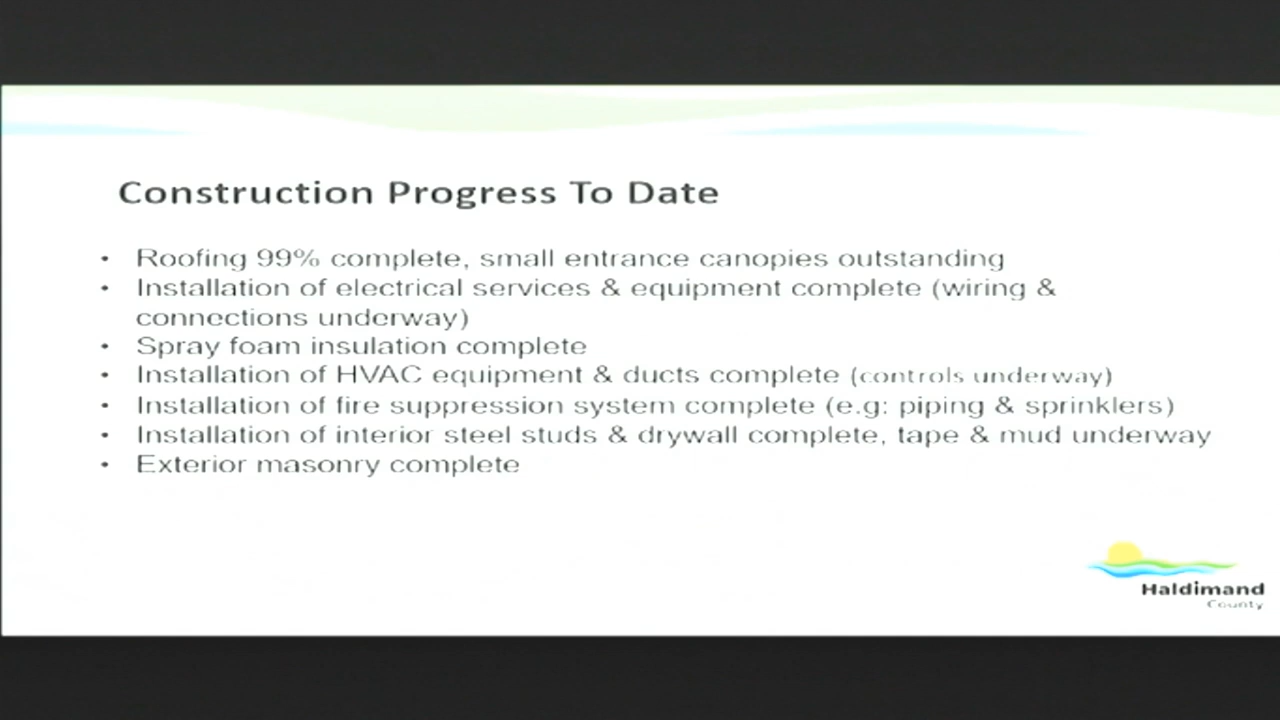 Construction Progress To Date
• Roofing 99% complete, small entrance canopies outstanding
• Installation of electrical services & equipment complete (wiring &
connections underway)
• Spray foam insulation complete
• Installation of HVAC equipment & ducts complete (controls underway)
• Installation of fire suppression system complete (e.g: piping & sprinklers)
• Installation of interior steel studs & drywall complete, tape & mud underway
• Exterior masonry complete
Haldimand
County